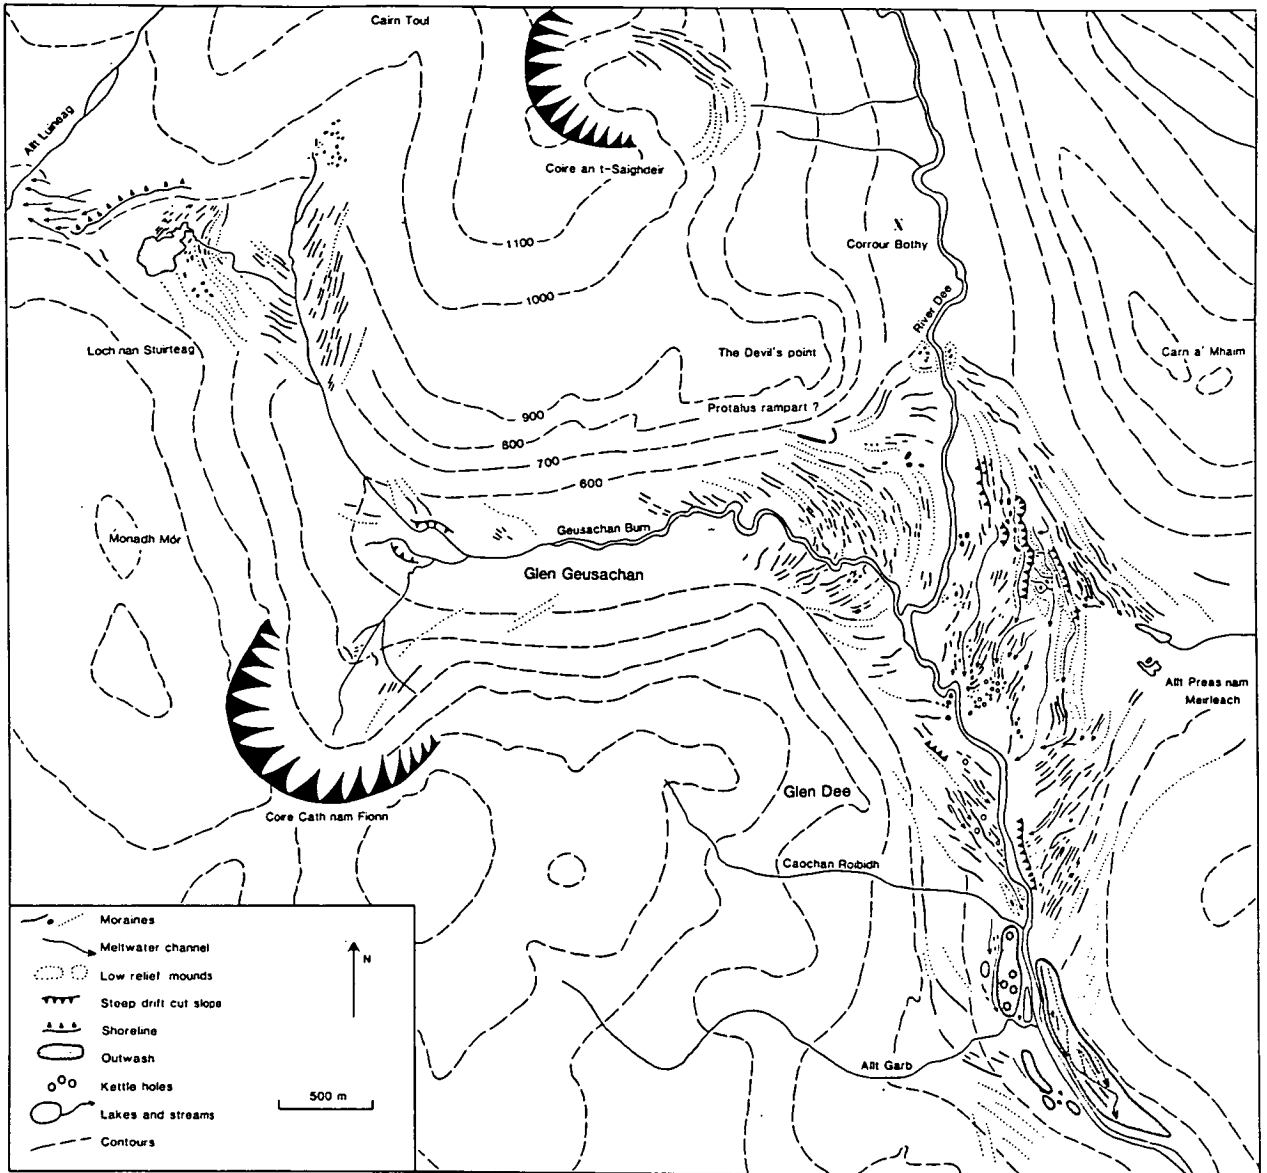 Cairn Toul
Allt Luineag
Coire an t-Saighdeir
1100
X
Corrour Bothy
1000
River Dee
Loch nan Stuirteag
The Devil's point
Carn a' Mhaim
900
Protalus rampart ?
800
700
600
Monadh Mór
Geusachan Burn
Glen Geusachan
Allt Preas nam
Meirleach
Glen Dee
Coire Cath nam Fionn
Caochan Roibidh
Allt Garb
Moraines
Meltwater channel
N
Low relief mounds
Steep drift cut slope
Shoreline
Outwash
Kettle holes
500 m
Lakes and streams
Contours